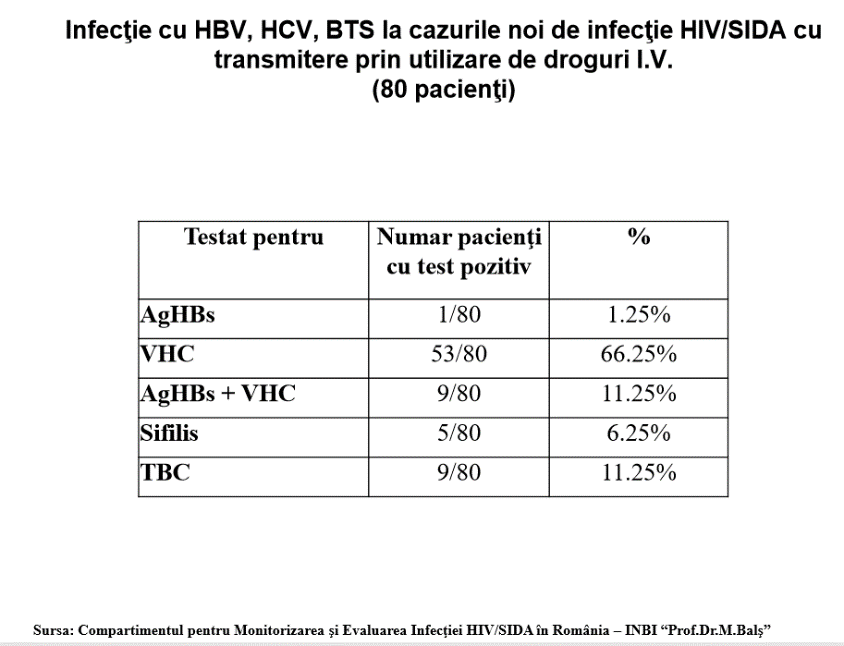 Infecţie cu HBV, HCV, BTS la cazurile noi de infecţie HIV/SIDA cu
transmitere prin utilizare de droguri I.V.
(80 pacienţi)
Testat pentru Numar pacienţi cu test pozitiv %
AgHBs 1/80 1.25%
VHC 53/80 66.25%
AgHBs + VHC 9/80 11.25%
Sifilis 5/80 6.25%
TBC 9/80 11.25%
Sursa: Compartimentul pentru Monitorizarea şi Evaluarea Infecţiei HIV/SIDA în România – INBI “Prof.Dr.M.Balş”